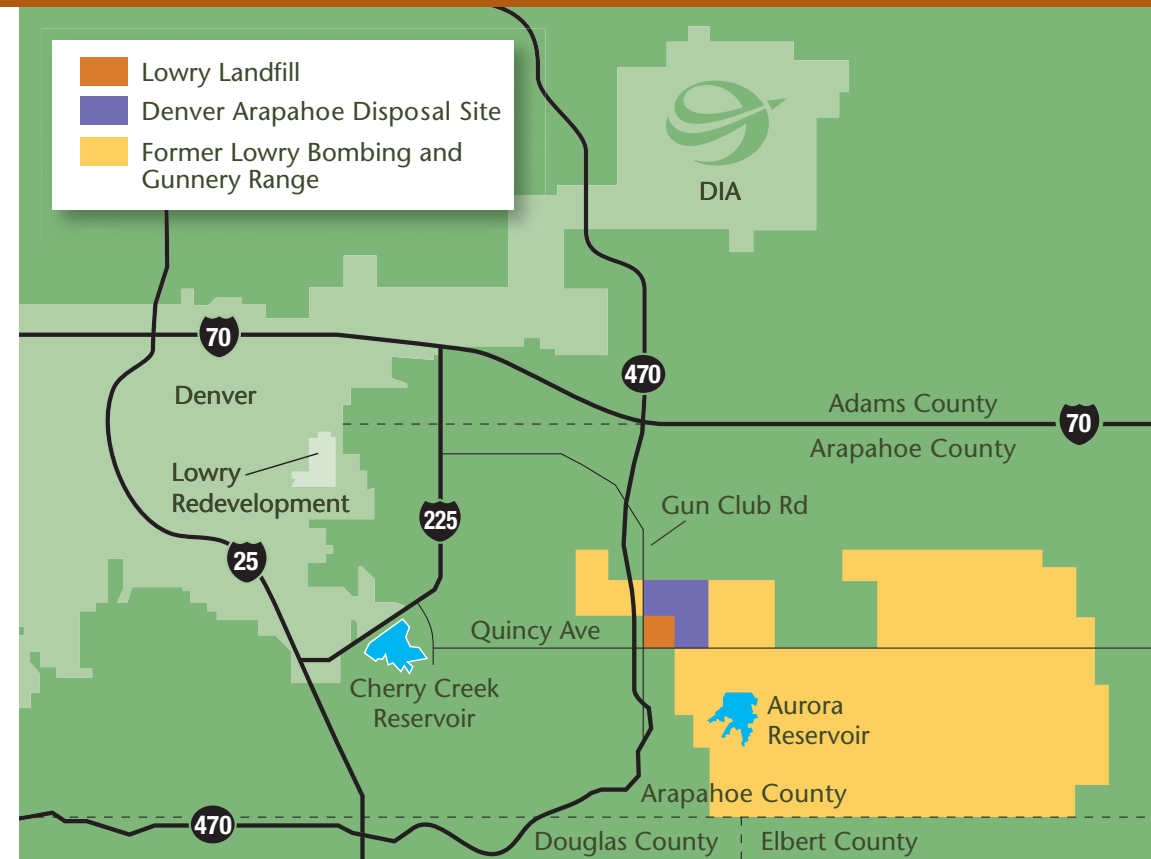 Lowry Landfill
Denver Arapahoe Disposal Site
Former Lowry Bombing and
Gunnery Range
DIA
70
Denver
470
Adams County
70
Arapahoe County
Lowry
Redevelopment
225
Gun Club Rd
25
Quincy Ave
Cherry Creek
Reservoir
Aurora
Reservoir
Arapahoe County
470
Douglas County
Elbert County